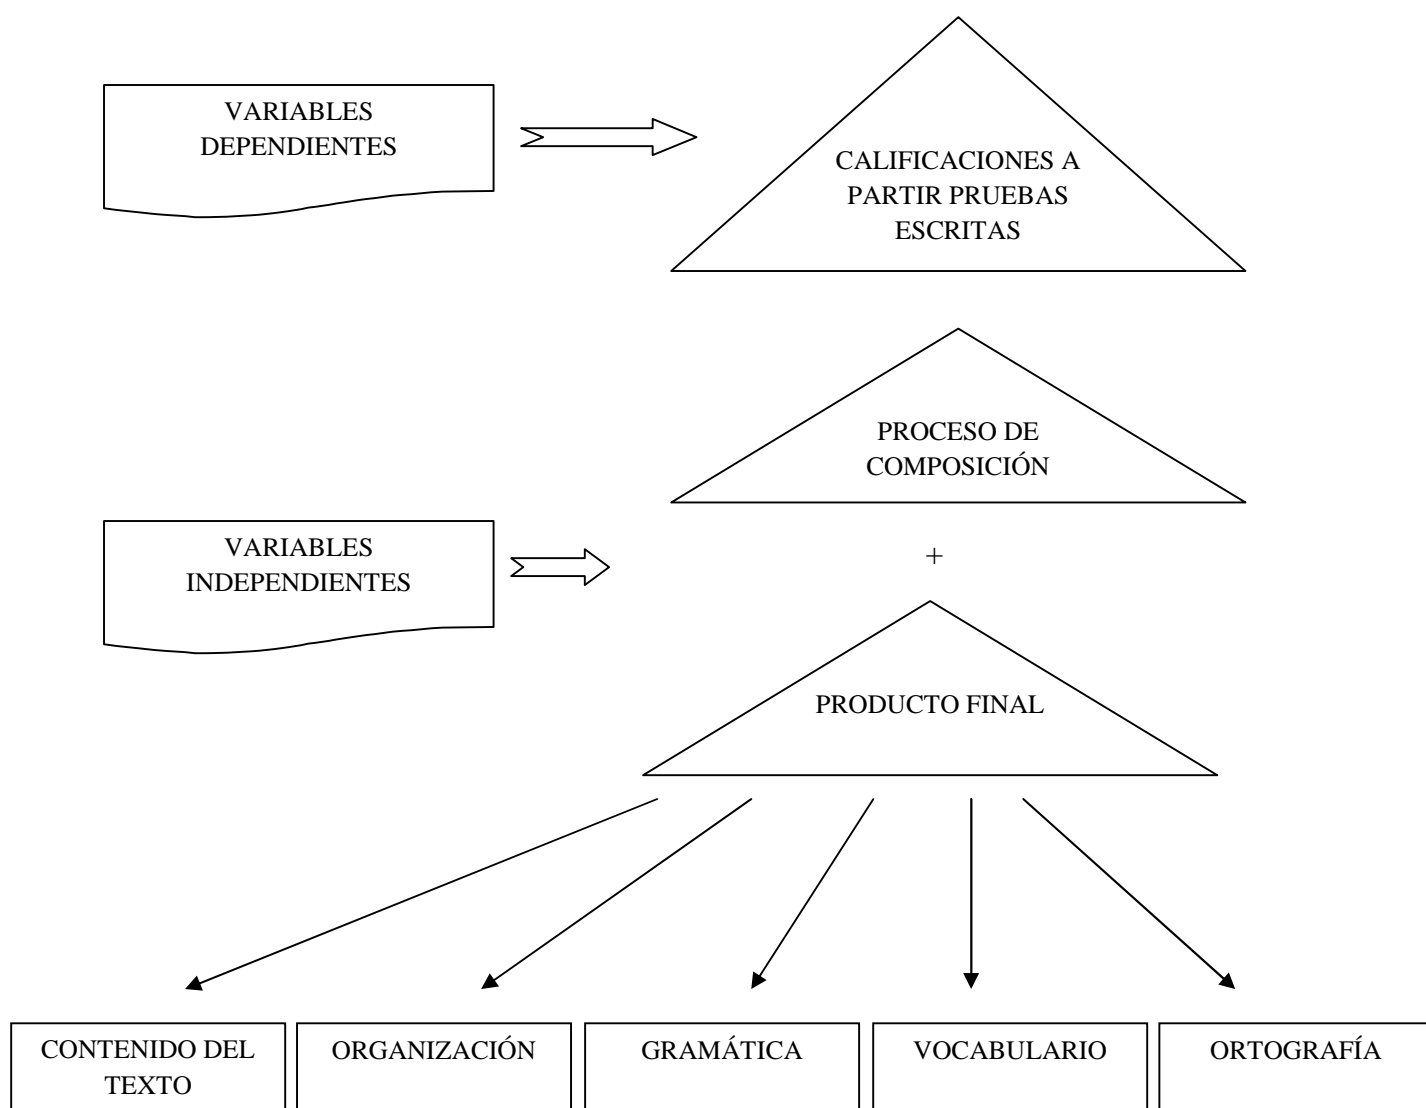 VARIABLES
DEPENDIENTES
CALIFICACIONES A
PARTIR PRUEBAS
ESCRITAS
PROCESO DE
COMPOSICIÓN
VARIABLES
INDEPENDIENTES
+
PRODUCTO FINAL
CONTENIDO DEL
TEXTO
ORGANIZACIÓN
GRAMÁTICA
VOCABULARIO
ORTOGRAFÍA